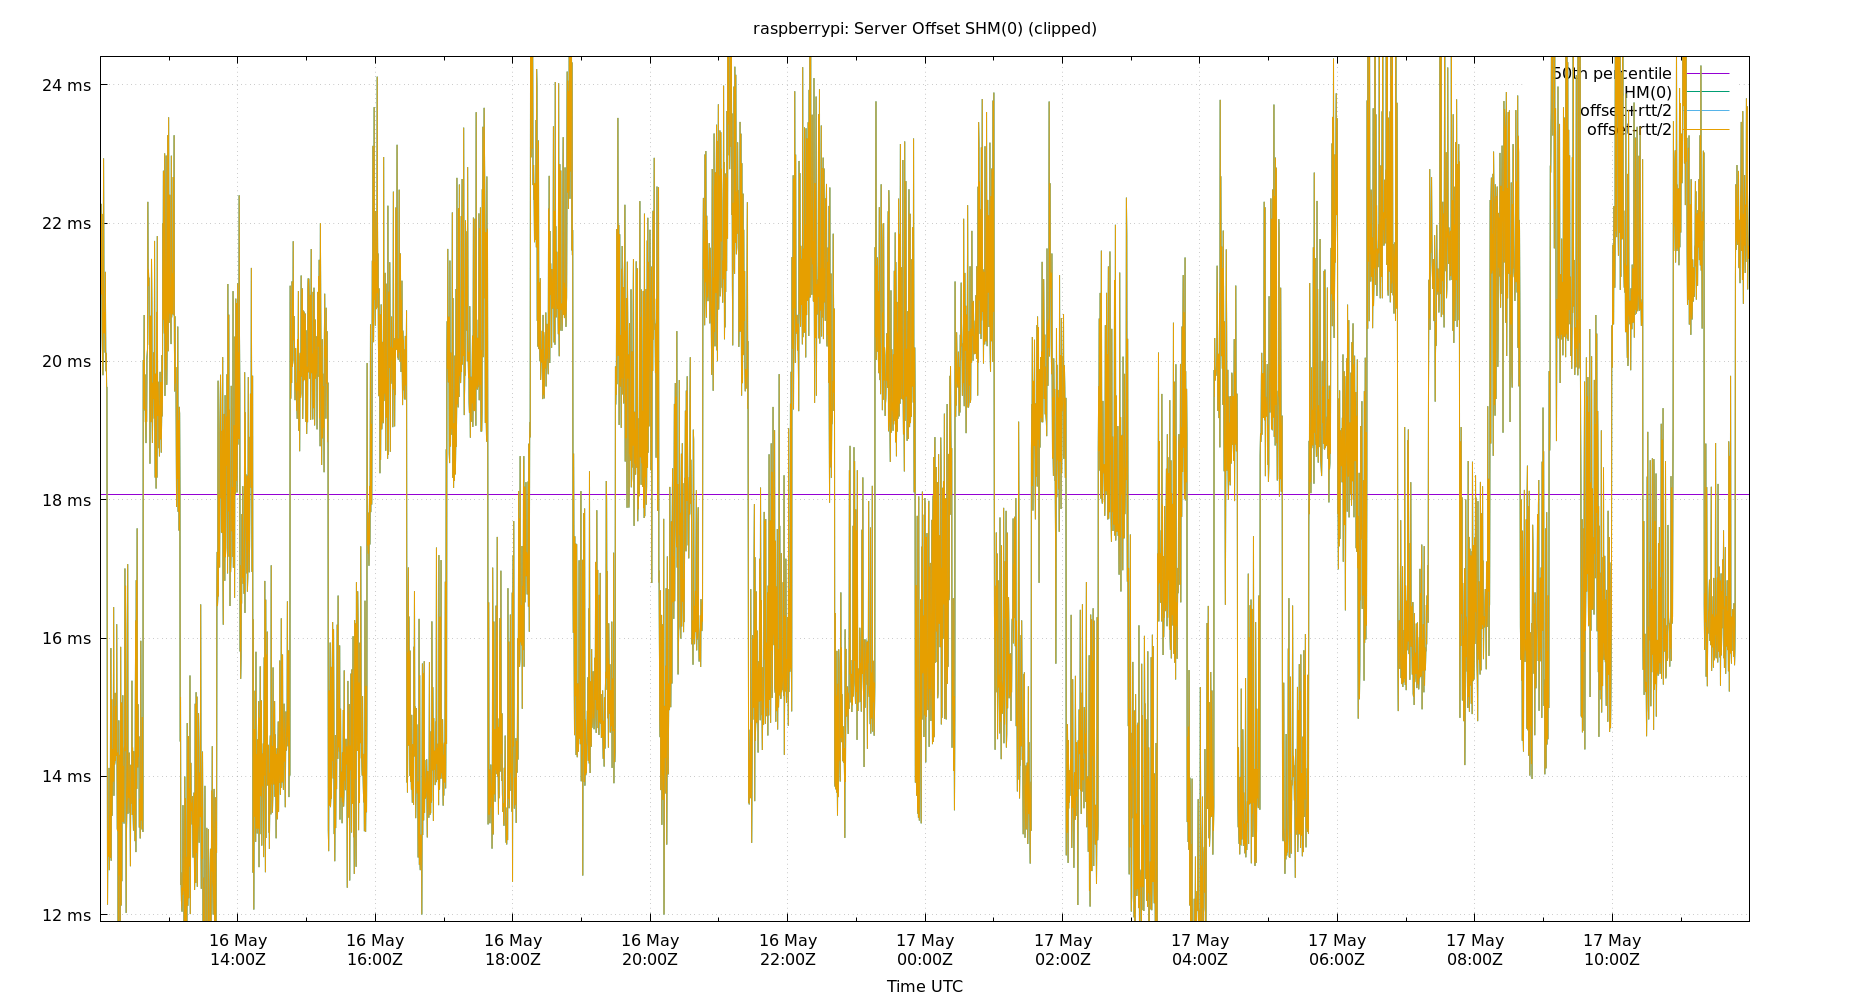 raspberrypi: Server Offset SHM(0) (clipped)
24 ms
22 ms
20 ms
18 ms
16 ms
14 ms
12 ms
50th percentile
SHM(0)
offset+rtt/2
offset-rtt/2
16 May 16 May 16 May 16 May 16 May 17 May 17 May 17 May 17 May 17 May 17 May
14:00Z 16:00Z 18:00Z 20:00Z 22:00Z 00:00Z 02:00Z 04:00Z 06:00Z 08:00Z 10:00Z
Time UTC